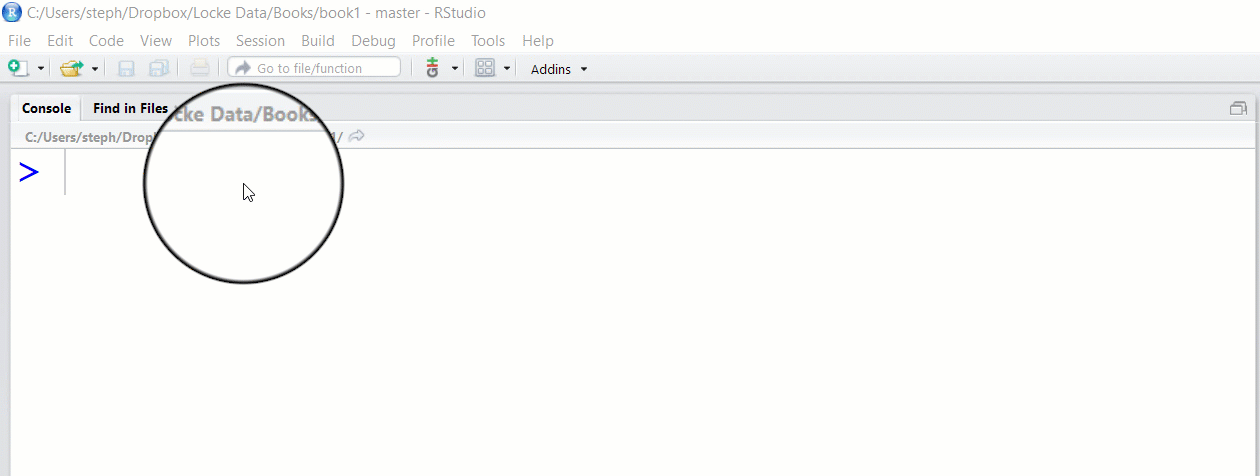 C:/Users/steph/Dropbox/Locke Data/Books/book1 - master - RStudio
File Edit Code View Plots Session Build Debug Profile Tools Help
Go to file/function Addins
Console Find in Files
cke Data/Books
C:/Users/steph/Drop 1/
>